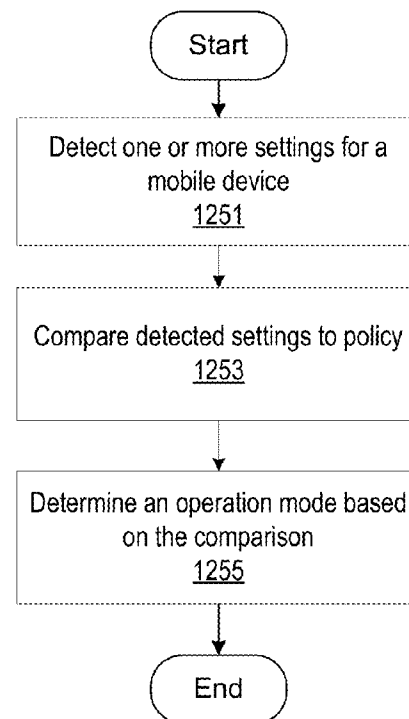 Start
Detect one or more settings for a
mobile device
1251
Compare detected settings to policy
1253
Determine an operation mode based
on the comparison
1255
End